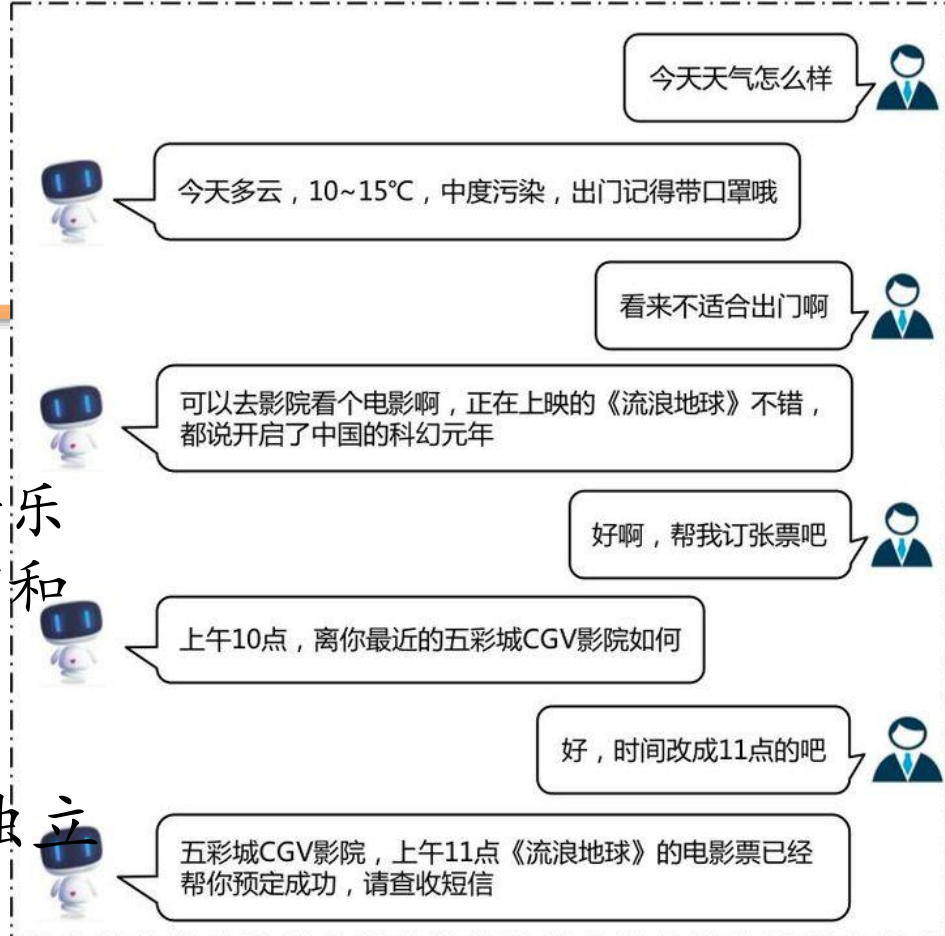 今天天气怎么样
今天多云，10~15℃，中度污染，出门记得带口罩哦
看来不适合出门啊
可以去影院看个电影啊，正在上映的《流浪地球》不错，
都说开启了中国的科幻元年
乐
好啊，帮我订张票吧
和
上午10点，离你最近的五彩城CGV影院如何
好，时间改成11点的吧
独立
五彩城CGV影院，上午11点《流浪地球》的电影票已经
帮你预定成功，请查收短信